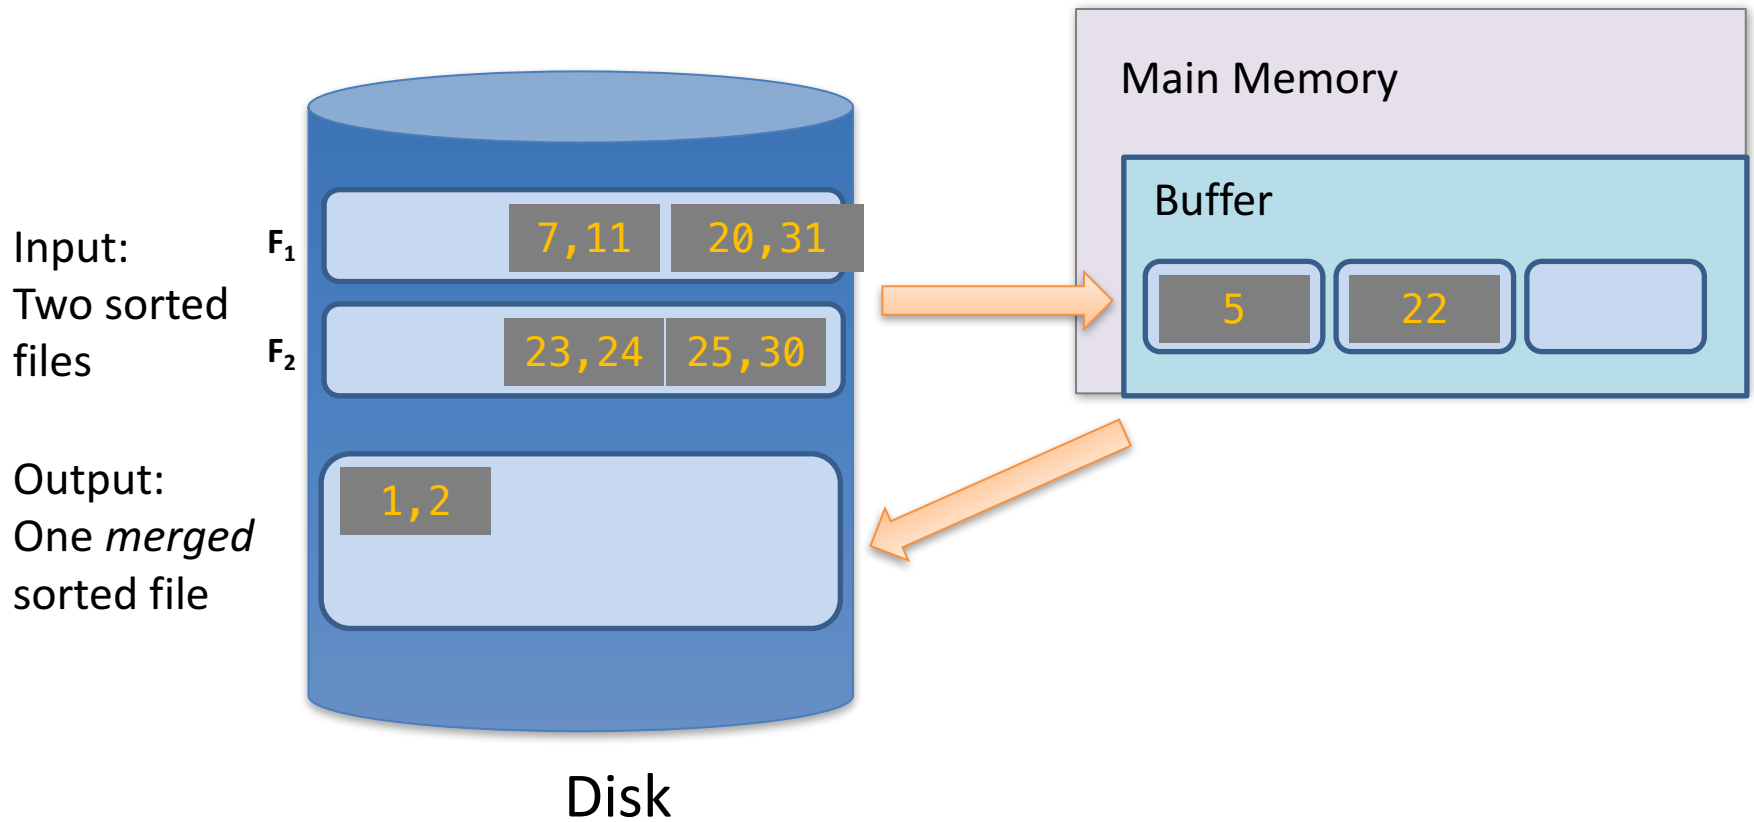 Main Memory
Buffer
5
22
Input:
Two sorted
files
F1
7,11
20,31
F2
23,24
25,30
Output:
One merged
sorted file
1,2
Disk